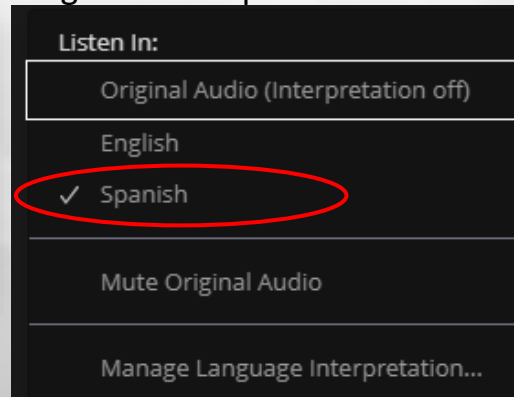 Listen In:
Original Audio (Interpretation off)
English
✓ Spanish
Mute Original Audio
Manage Language Interpretation...